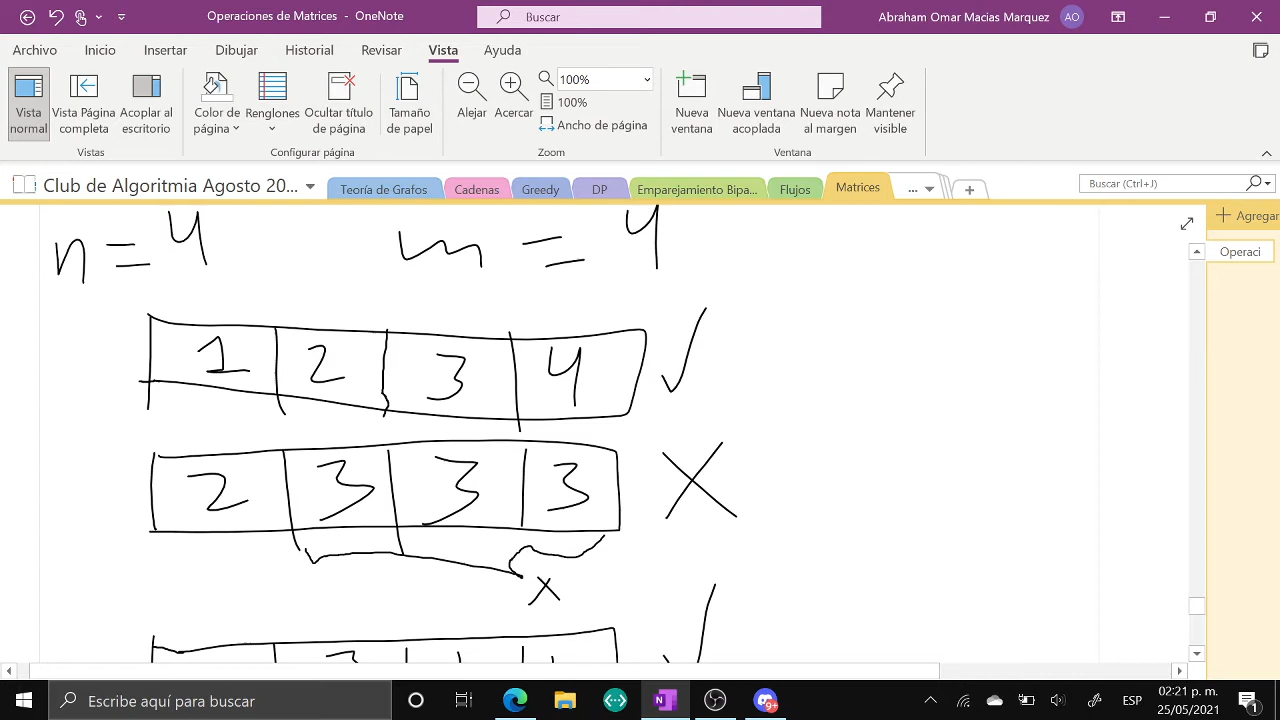 Operaciones de Matrices - OneNote
Buscar
Abraham Omar Macias Marquez
AO
Archivo Inicio Insertar Dibujar Historial Revisar Vista Ayuda
Vista normal
Vista Página completa
Acoplar al escritorio
Color de página
Renglones
Ocultar título de página
Tamaño de papel
Alejar
Acercar
100%
100%
Ancho de página
Nueva ventana
Nueva ventana acoplada
Nueva nota al margen
Mantener visible
Vistas
Configurar página
Zoom
Ventana
Club de Algoritmia Agosto 20...
Teoría de Grafos
Cadenas
Greedy
DP
Emparejamiento Bipa...
Flujos
Matrices
...
Buscar (Ctrl+J)
Agregar
Operaci
n = 4 m = 4
1 2 3 4 ✓
2 3 3 3 X
x
Escribe aquí para buscar
9+
ESP
02:21 p. m.
25/05/2021
1